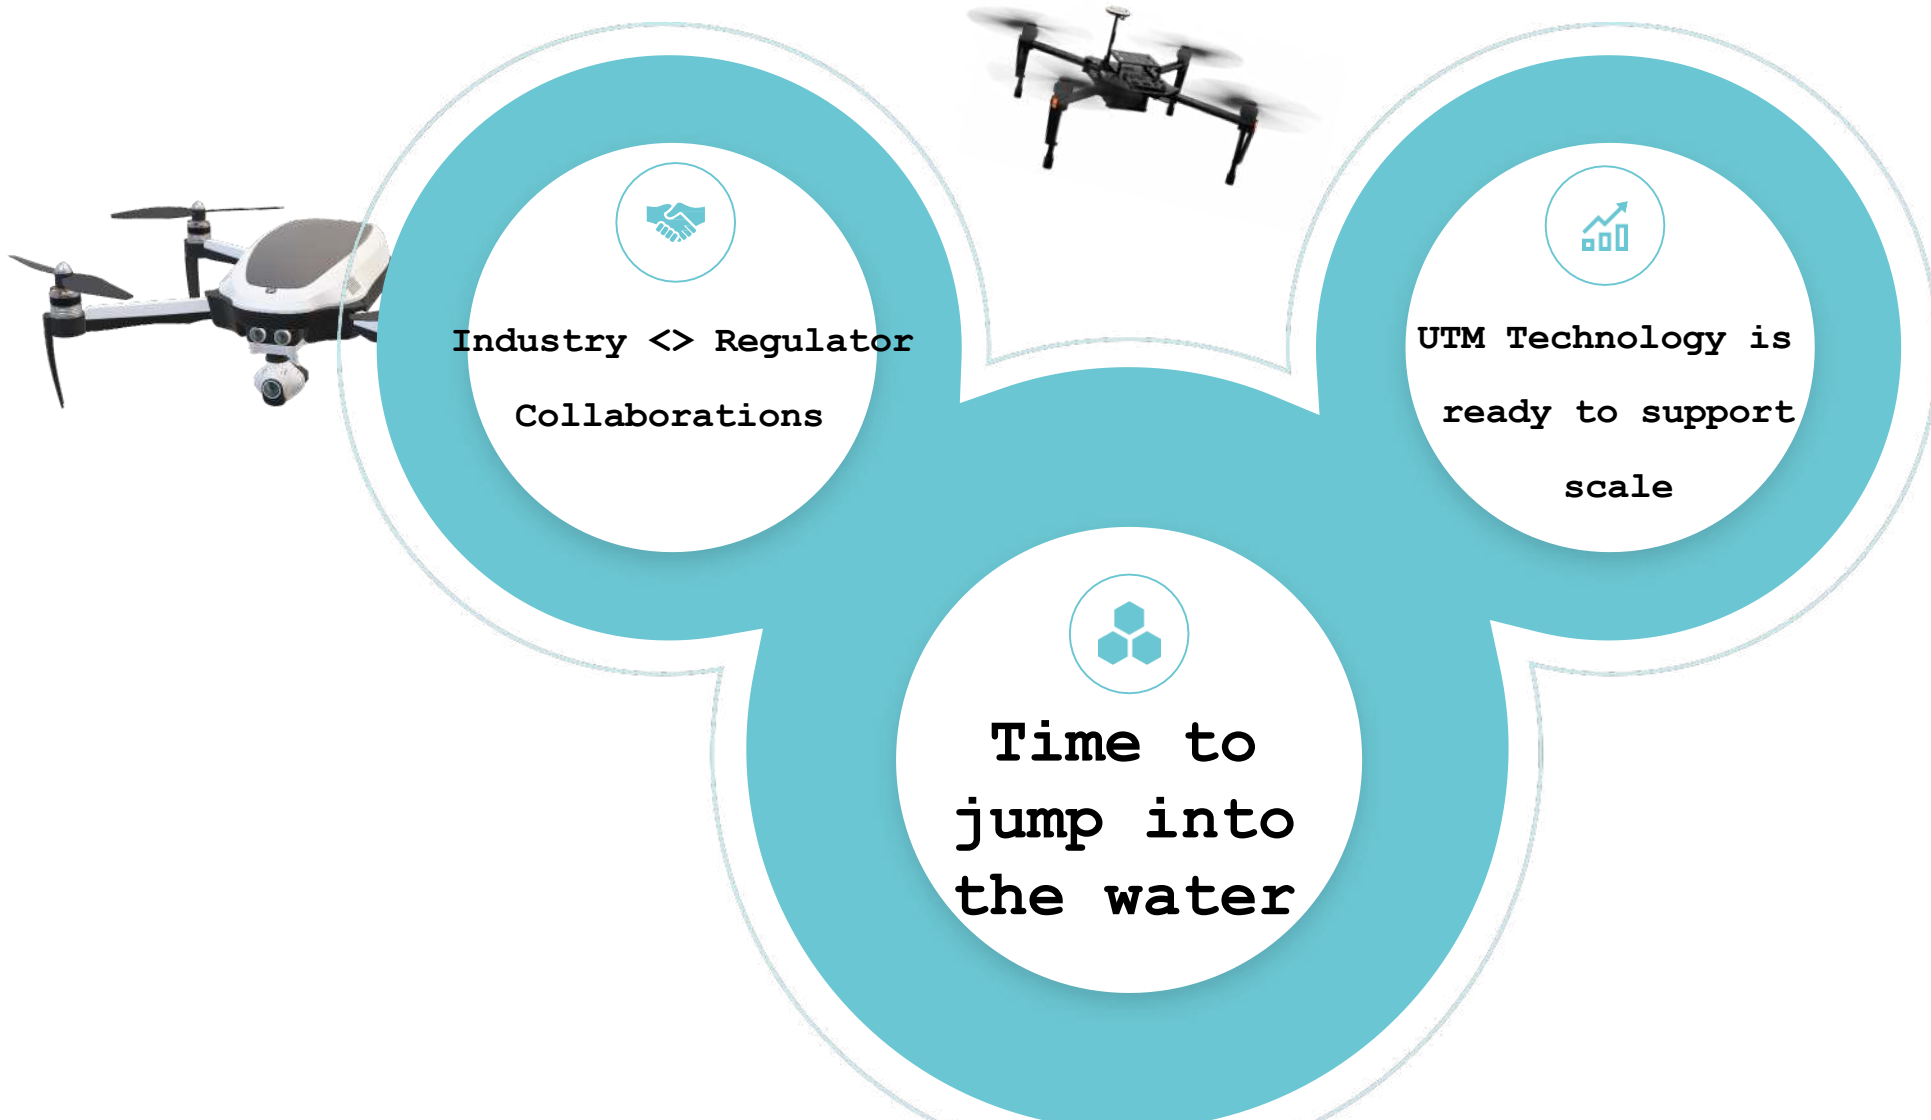 Industry <> Regulator
Collaborations
UTM Technology is
ready to support
scale
Time to
jump into
the water